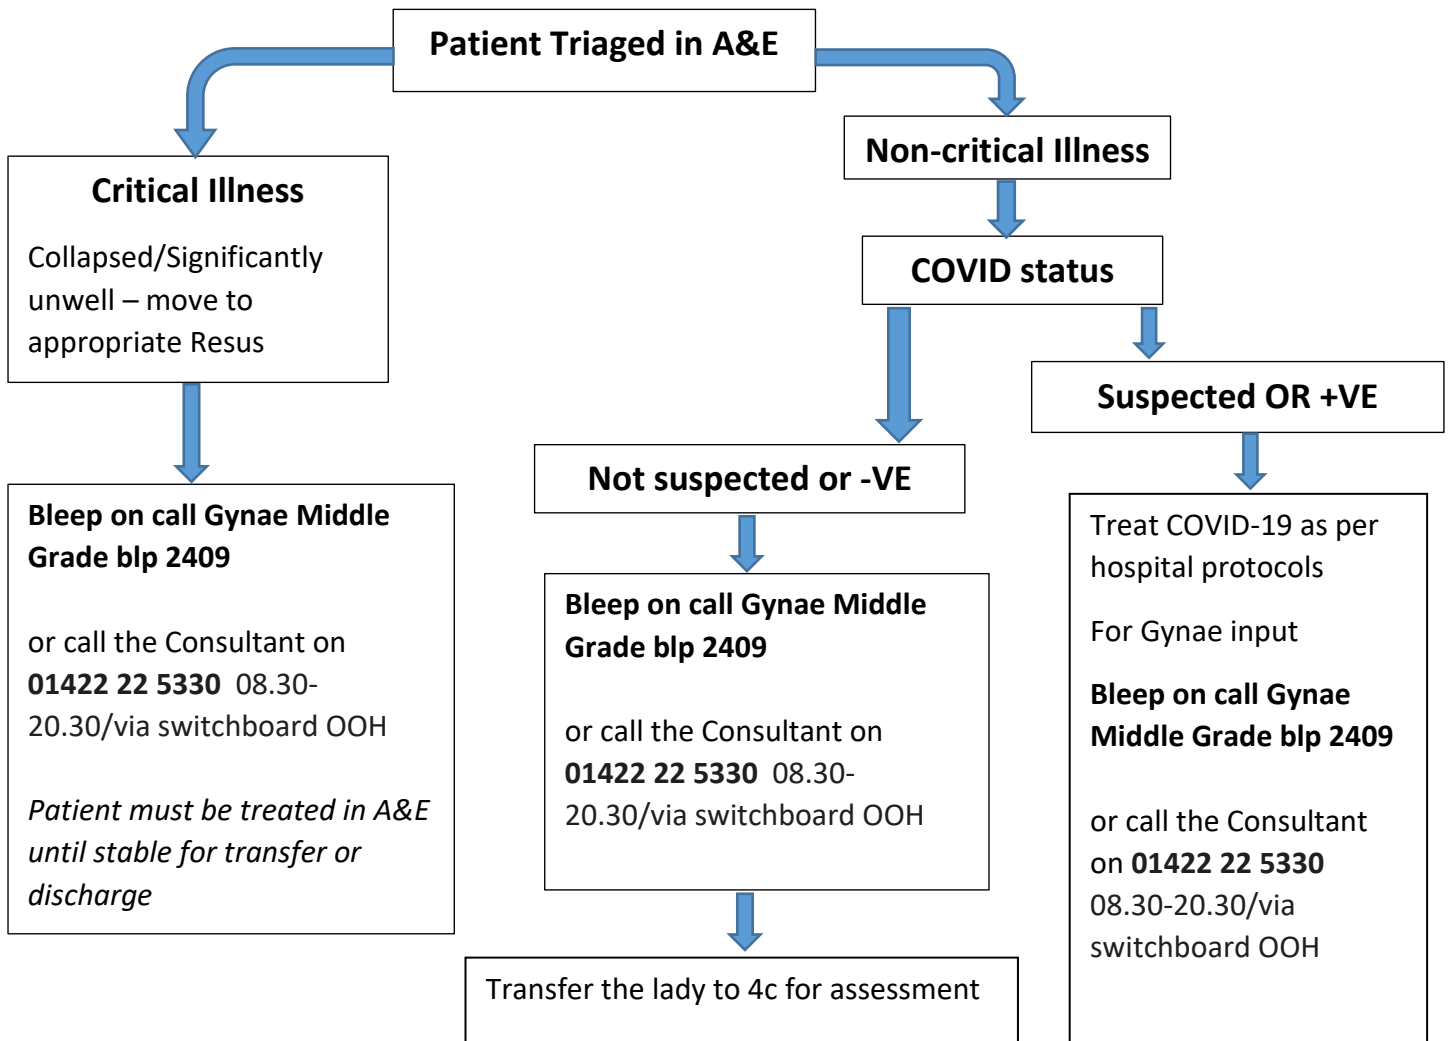 Patient Triaged in A&E
Critical Illness
Collapsed/Significantly
unwell – move to
appropriate Resus
Bleep on call Gynae Middle
Grade blp 2409
or call the Consultant on
01422 22 5330 08.30-
20.30/via switchboard OOH
Patient must be treated in A&E
until stable for transfer or
discharge
Non-critical Illness
COVID status
Not suspected or -VE
Bleep on call Gynae Middle
Grade blp 2409
or call the Consultant on
01422 22 5330 08.30-
20.30/via switchboard OOH
Transfer the lady to 4c for assessment
Suspected OR +VE
Treat COVID-19 as per
hospital protocols
For Gynae input
Bleep on call Gynae
Middle Grade blp 2409
or call the Consultant
on 01422 22 5330
08.30-20.30/via
switchboard OOH